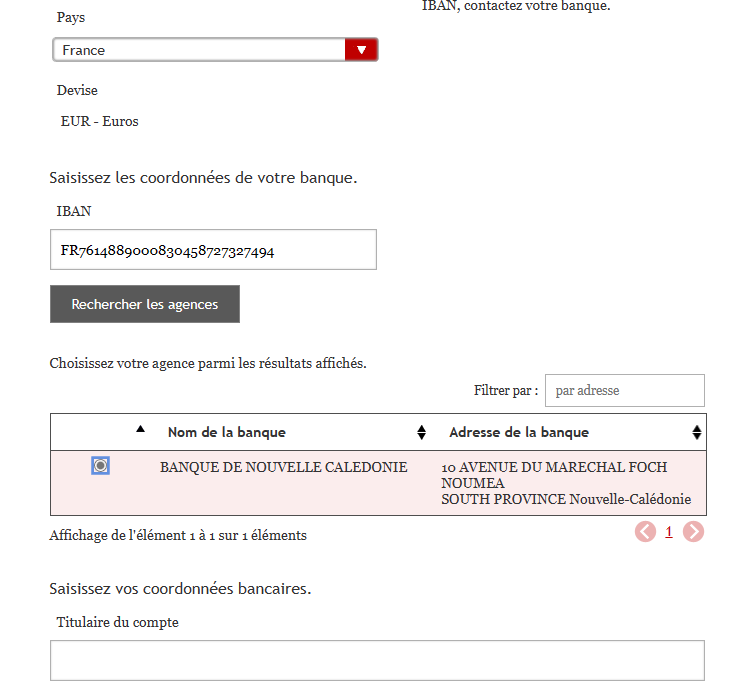 IBAN, contactez votre banque.
Pays
France
Devise
EUR - Euros
Saisissez les coordonnées de votre banque.
IBAN
FR7614889000830458727327494
Rechercher les agences
Choisissez votre agence parmi les résultats affichés.
Filtrer par : par adresse
Nom de la banque Adresse de la banque
BANQUE DE NOUVELLE CALEDONIE 10 AVENUE DU MARECHAL FOCH
NOUMEA
SOUTH PROVINCE Nouvelle-Calédonie
Affichage de l'élément 1 à 1 sur 1 éléments 1
Saisissez vos coordonnées bancaires.
Titulaire du compte